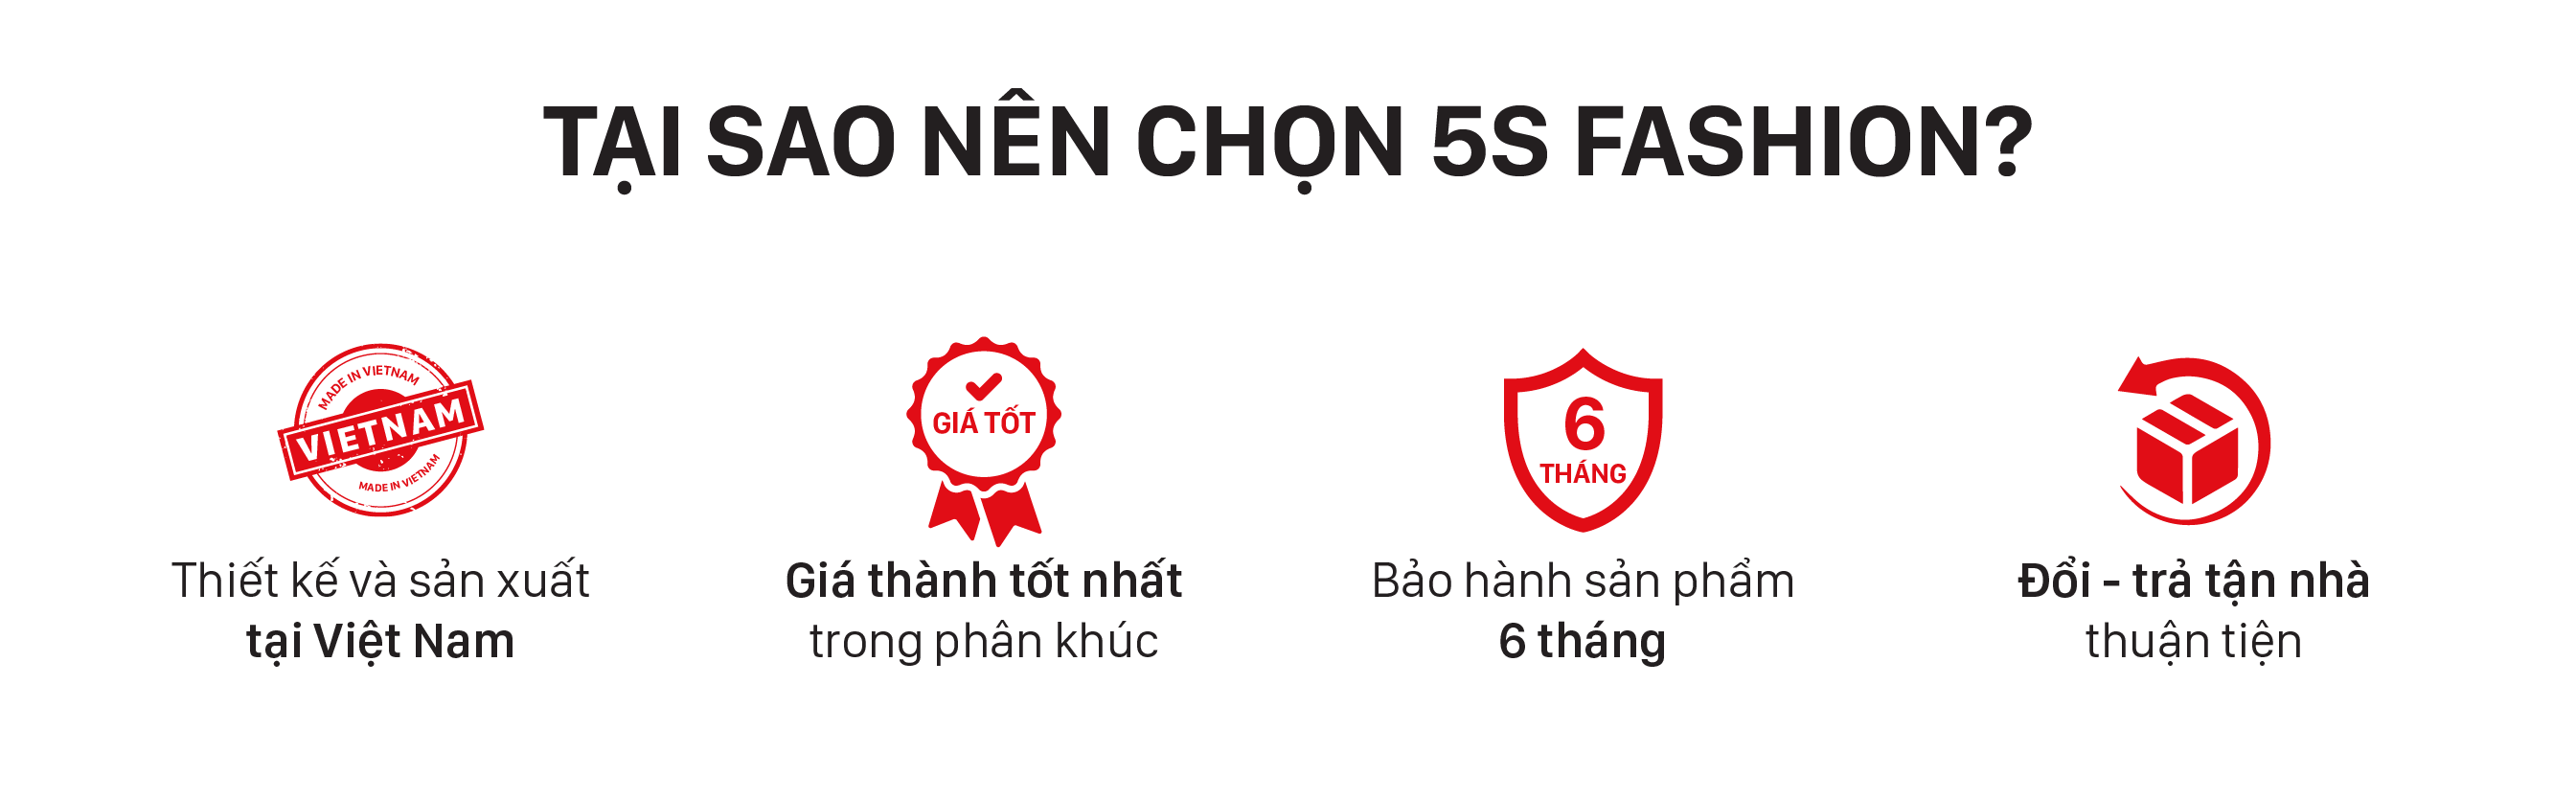 TẠI SAO NÊN CHỌN 5S FASHION?
MADE IN VIETNAM
VIETNAM
MADE IN VIETNAM
Thiết kế và sản xuất
tại Việt Nam
GIÁ TỐT
Giá thành tốt nhất
trong phân khúc
6
THÁNG
Bảo hành sản phẩm
6 tháng
Đổi - trả tận nhà
thuận tiện